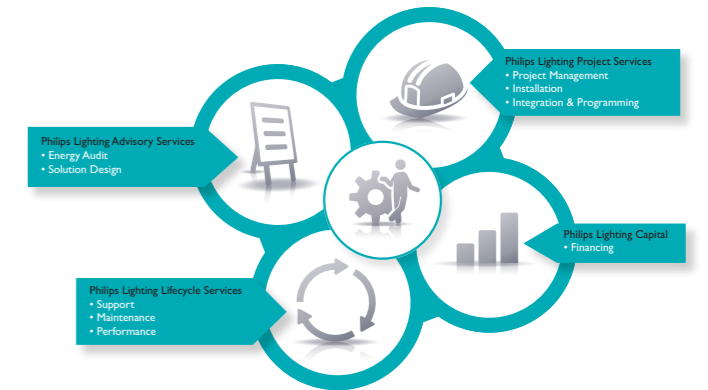 Philips Lighting Project Services
• Project Management
• Installation
• Integration & Programming
Philips Lighting Advisory Services
• Energy Audit
• Solution Design
Philips Lighting Capital
• Financing
Philips Lighting Lifecycle Services
• Support
• Maintenance
• Performance